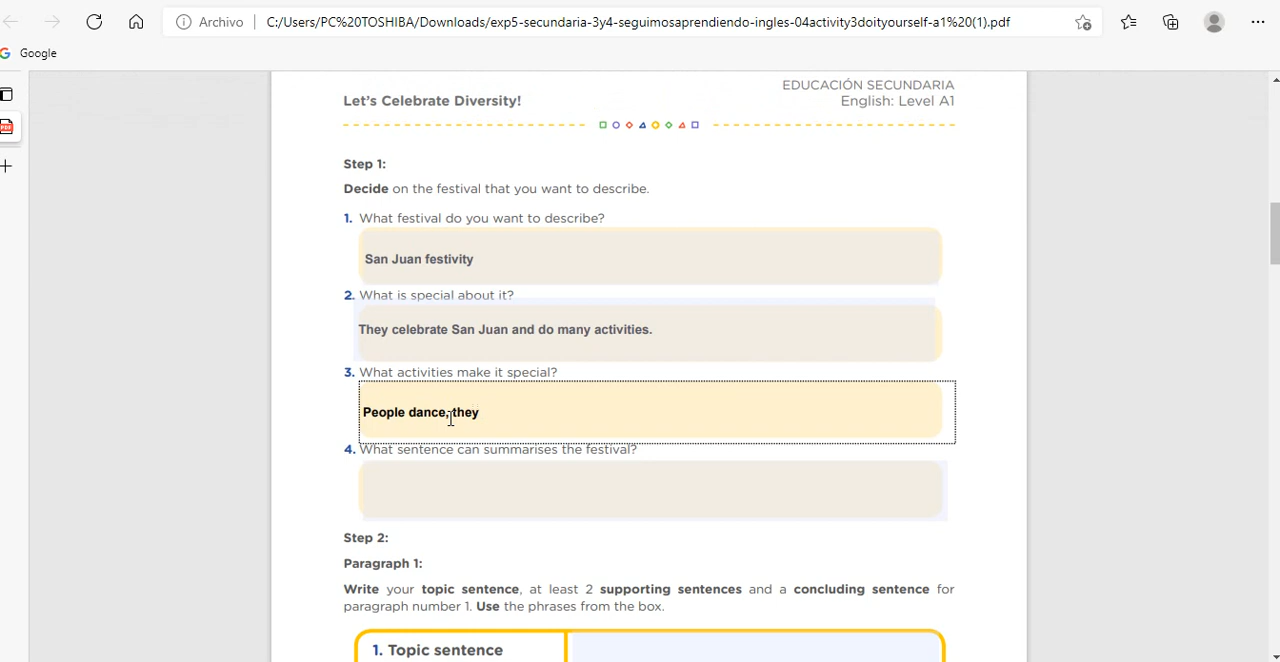 Archivo
C:/Users/PC%20TOSHIBA/Downloads/exp5-secundaria-3y4-seguimosaprendiendo-ingles-04activity3doityourself-a1%20(1).pdf
Google
PDF
EDUCACIÓN SECUNDARIA
Let's Celebrate Diversity!
English: Level A1
Step 1:
Decide on the festival that you want to describe.
1. What festival do you want to describe?
San Juan festivity
2. What is special about it?
They celebrate San Juan and do many activities.
3. What activities make it special?
People dance, they
4. What sentence can summarises the festival?
Step 2:
Paragraph 1:
Write your topic sentence, at least 2 supporting sentences and a concluding sentence for
paragraph number 1. Use the phrases from the box.
1. Topic sentence